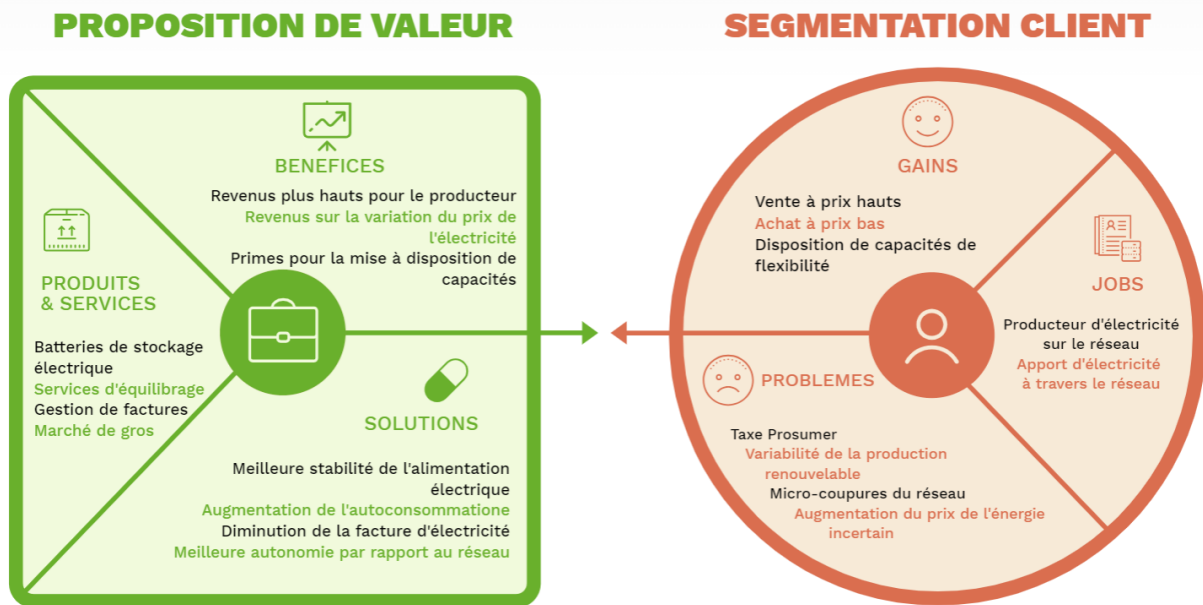 PROPOSITION DE VALEUR
BENEFICES
Revenus plus hauts pour le producteur
Revenus sur la variation du prix de
l'électricité
Primes pour la mise à disposition de
capacités
PRODUITS
& SERVICES
Batteries de stockage
électrique
Services d'équilibrage
Gestion de factures
Marché de gros
SOLUTIONS
Meilleure stabilité de l'alimentation
électrique
Augmentation de l'autoconsommatione
Diminution de la facture d'électricité
Meilleure autonomie par rapport au réseau
SEGMENTATION CLIENT
GAINS
Vente à prix hauts
Achat à prix bas
Disposition de capacités de
flexibilité
JOBS
Producteur d'électricité
sur le réseau
Apport d'électricité
à travers le réseau
PROBLEMES
Taxe Prosumer
Variabilité de la production
renouvelable
Micro-coupures du réseau
Augmentation du prix de l'énergie
incertain